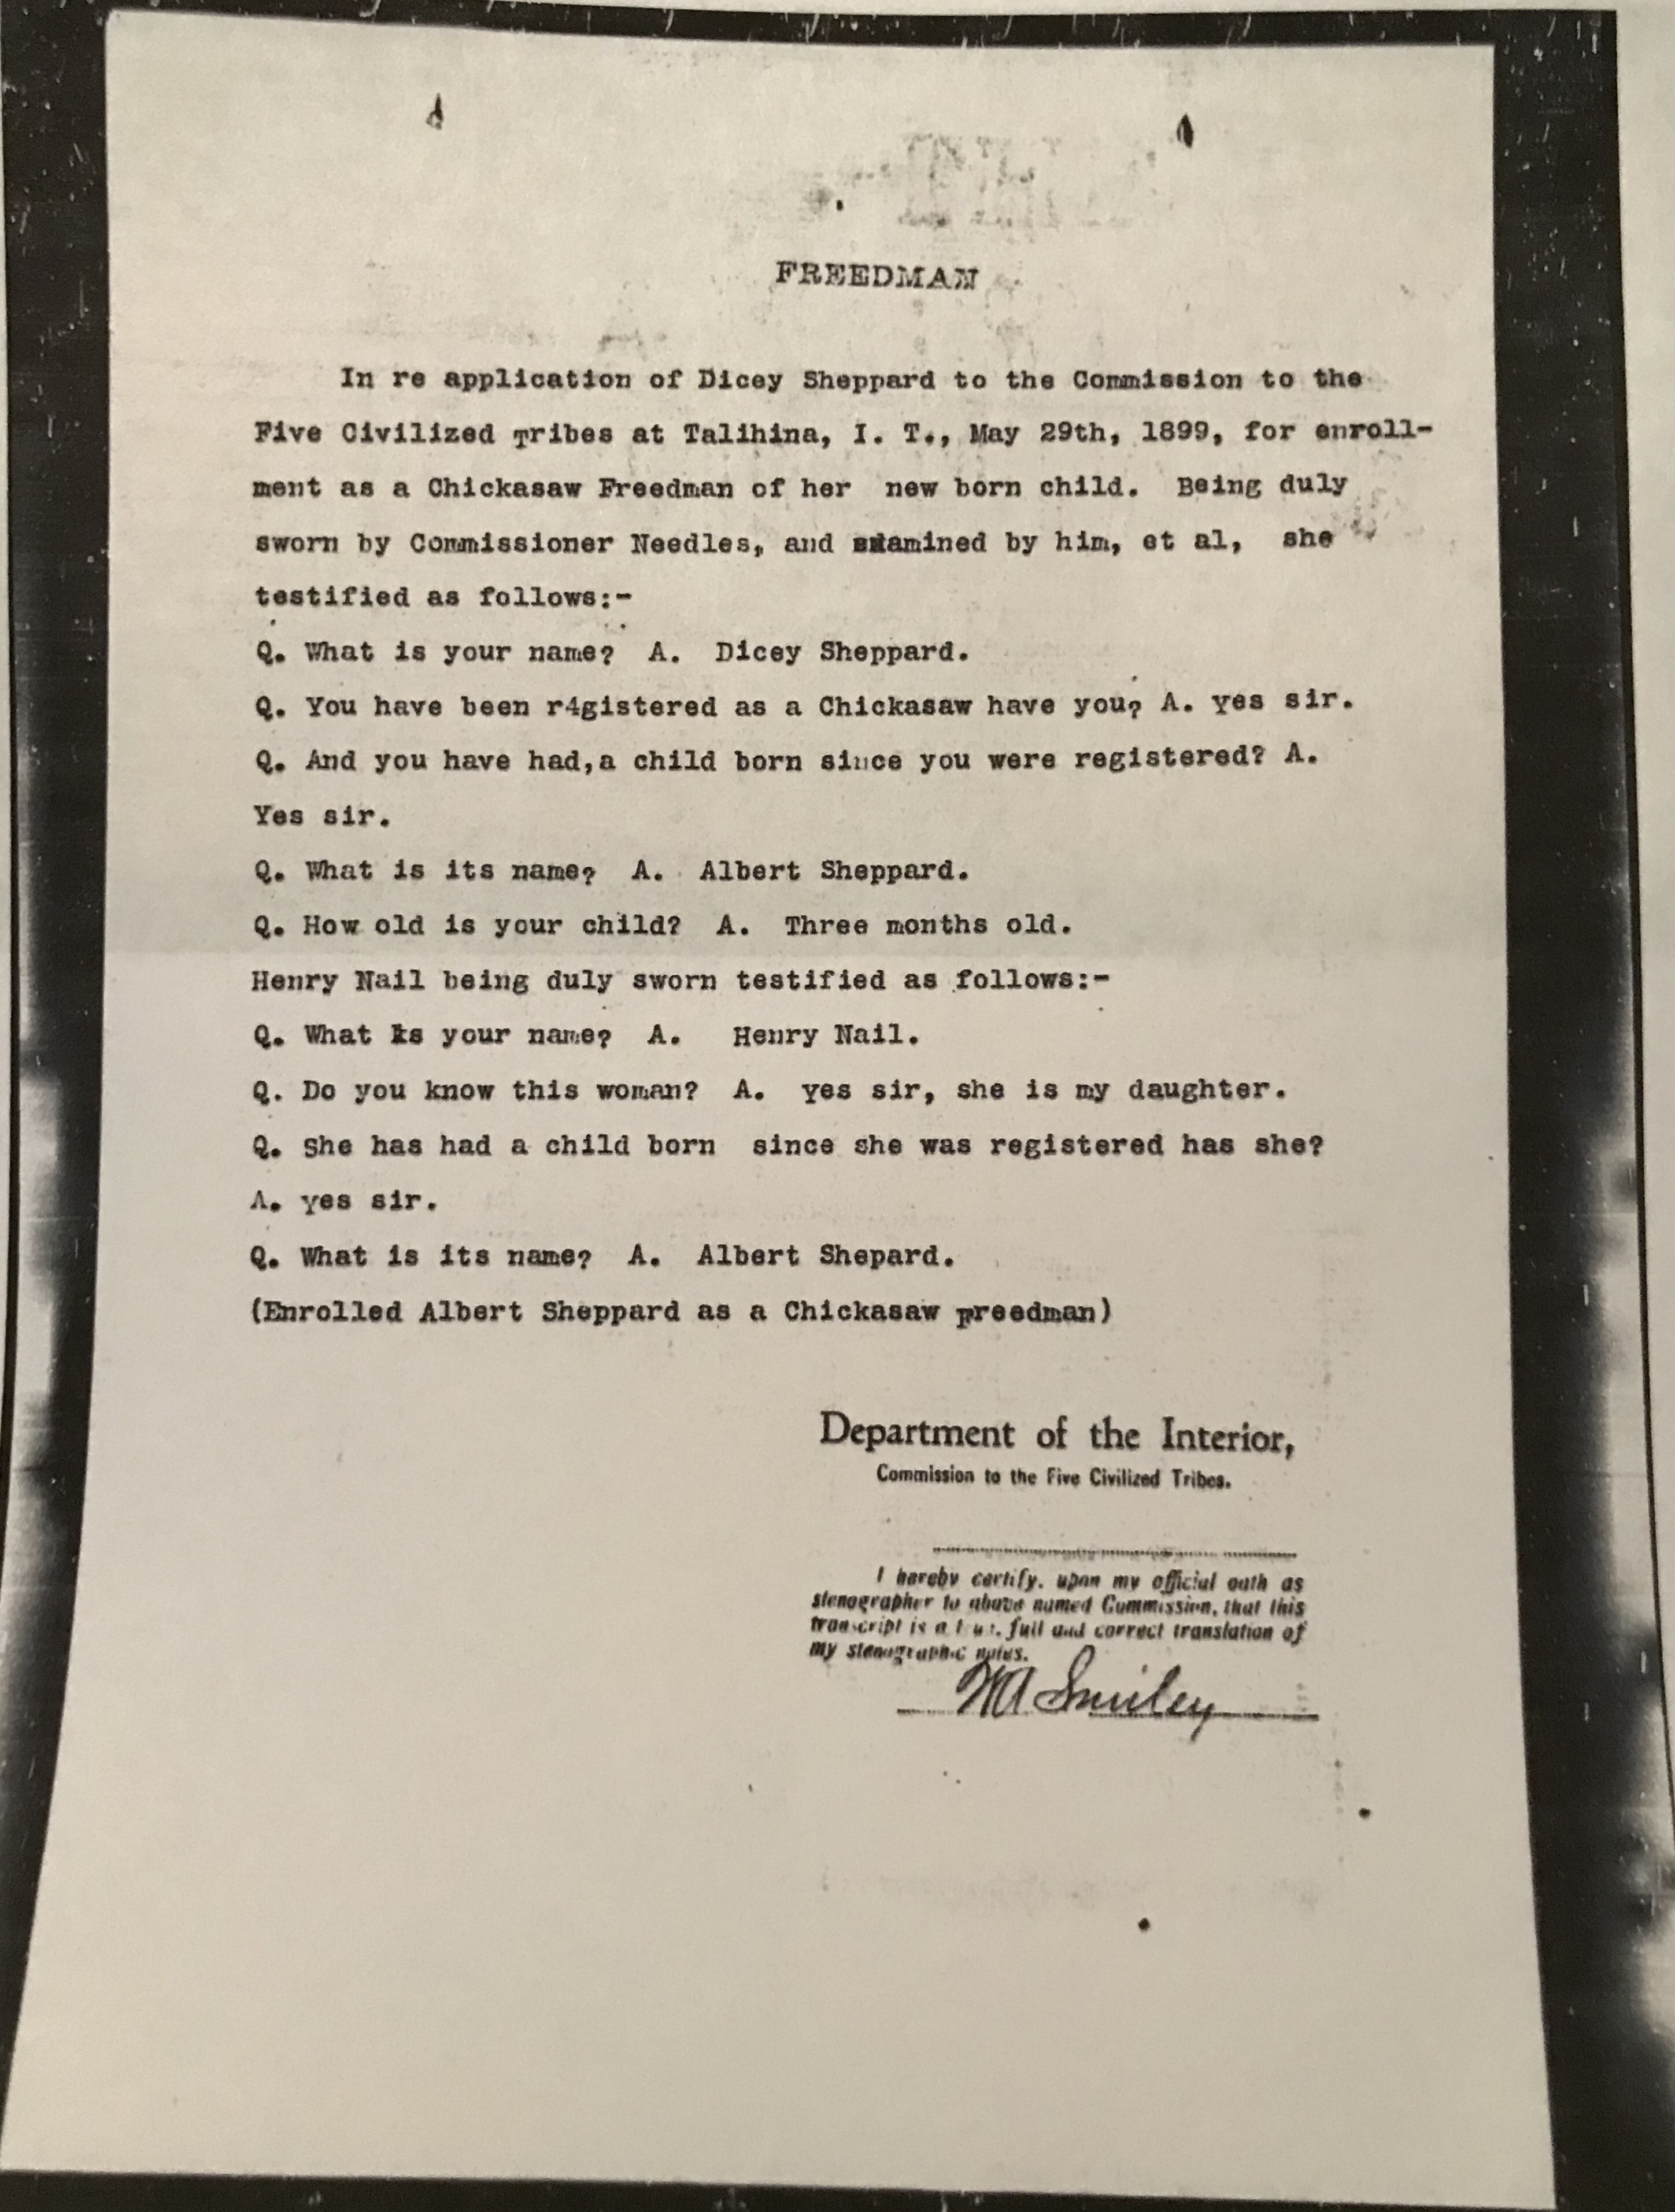 FREEDMAN
In re application of Dicey Sheppard to the Commission to the
Five Civilized Tribes at Talihina, I. T., May 29th, 1899, for enroll-
ment as a Chickasaw Freedman of her new born child. Being duly
sworn by Commissioner Needles, and examined by him, et al, she
testified as follows:-
Q. What is your name? A. Dicey Sheppard.
Q. You have been r4gistered as a Chickasaw have you? A. yes sir.
Q. And you have had,a child born since you were registered? A.
Yes sir.
Q. What is its name? A. Albert Sheppard.
Q. How old is your child? A. Three months old.
Henry Nail being duly sworn testified as follows:-
Q. What is your name? A. Henry Nail.
Q. Do you know this woman? A. yes sir, she is my daughter.
Q. She has had a child born since she was registered has she?
A. yes sir.
Q. What is its name? A. Albert Shepard.
(Enrolled Albert Sheppard as a Chickasaw Freedman)
Department of the Interior,
Commission to the Five Civilized Tribes.
I hereby certify, upon my official oath as
stenographer to above named Commission, that this
transcript is a true, full and correct translation of
my stenographic notes.
WA Smiley